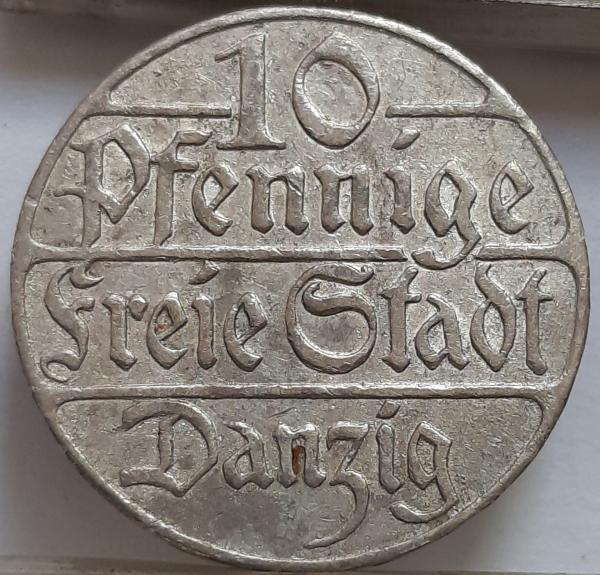 10
Pfennige
Freie Stadt
Danzig